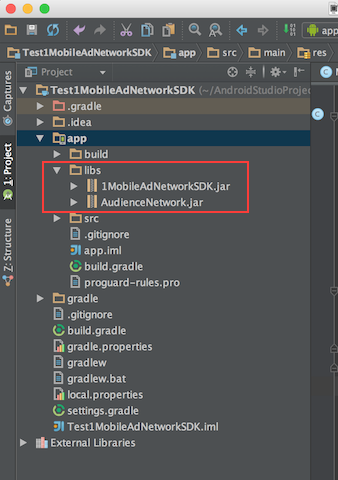 app
Test1MobileAdNetworkSDK app src main res
Project
Test1MobileAdNetworkSDK (~/AndroidStudioProjec
.gradle
.idea
app
build
libs
1MobileAdNetworkSDK.jar
AudienceNetwork.jar
src
.gitignore
app.iml
build.gradle
proguard-rules.pro
gradle
.gitignore
build.gradle
gradle.properties
gradlew
gradlew.bat
local.properties
settings.gradle
Test1MobileAdNetworkSDK.iml
External Libraries
Captures
1: Project
Z: Structure